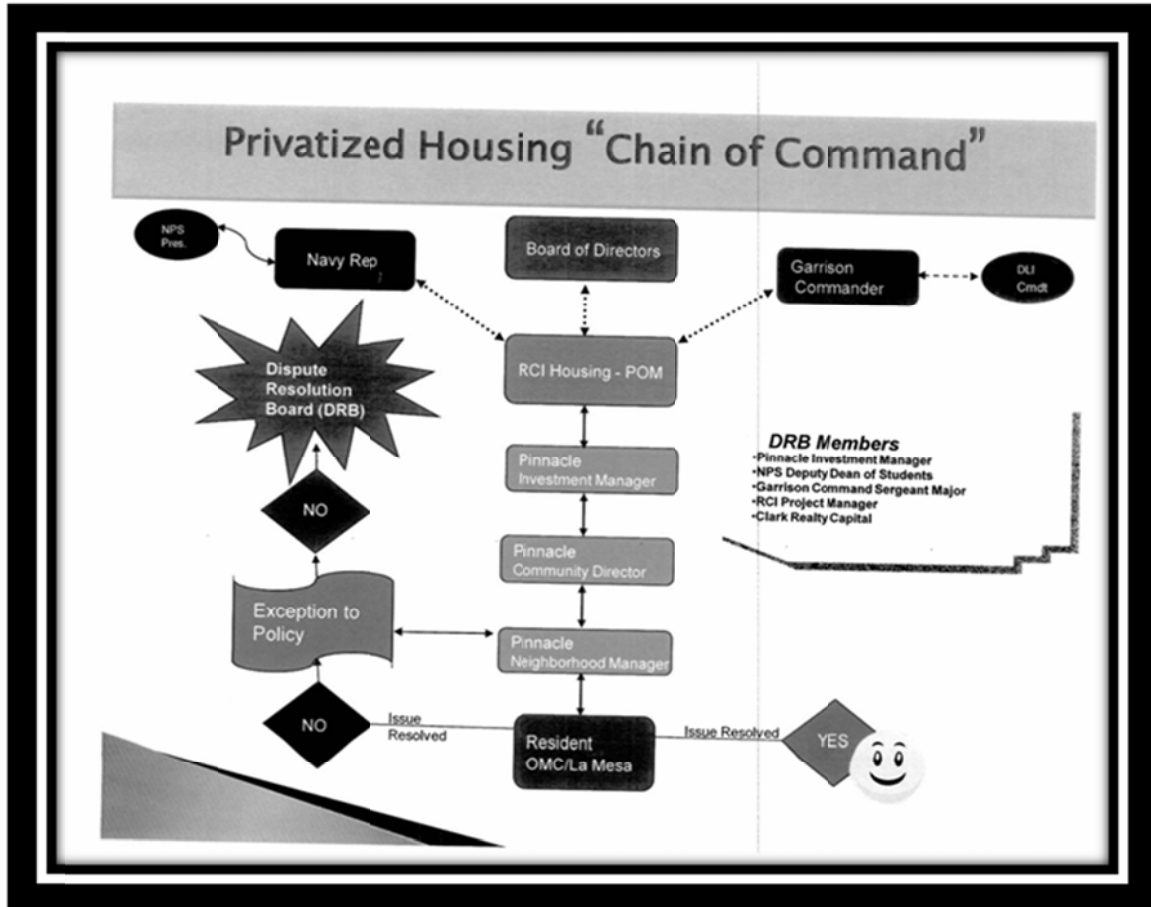 Privatized Housing “Chain of Command”
NPS
Pres.
Navy Rep
Board of Directors
Garrison
Commander
DLI
Cmdt
Dispute
Resolution
Board (DRB)
RCI Housing - POM
DRB Members
•Pinnacle Investment Manager
•NPS Deputy Dean of Students
•Garrison Command Sergeant Major
•RCI Project Manager
•Clark Realty Capital
Pinnacle
Investment Manager
NO
Pinnacle
Community Director
Exception to
Policy
Pinnacle
Neighborhood Manager
NO
Issue
Resolved
Resident
OMC/La Mesa
Issue Resolved
YES